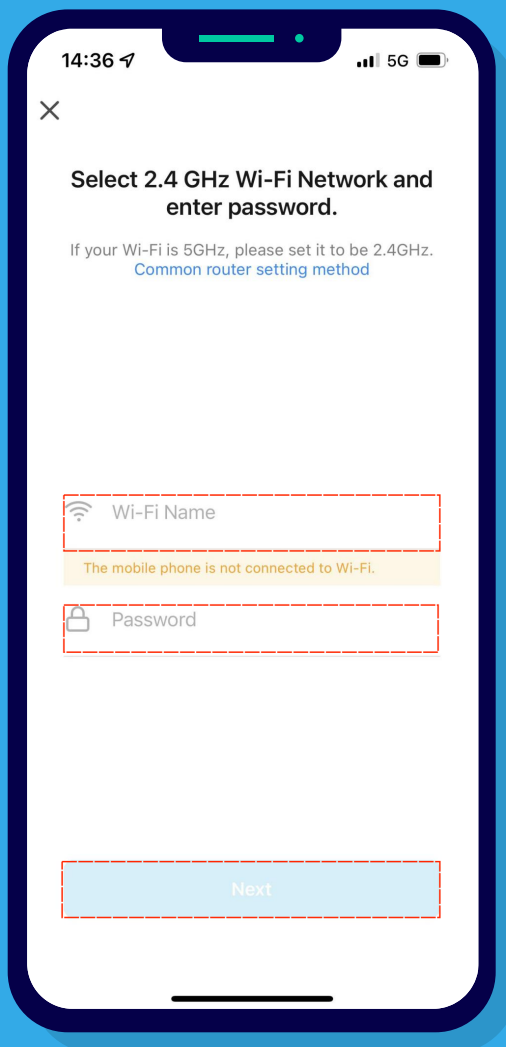 14:36 5G
Select 2.4 GHz Wi-Fi Network and
enter password.
If your Wi-Fi is 5GHz, please set it to be 2.4GHz.
Common router setting method
Wi-Fi Name
The mobile phone is not connected to Wi-Fi.
Password
Next